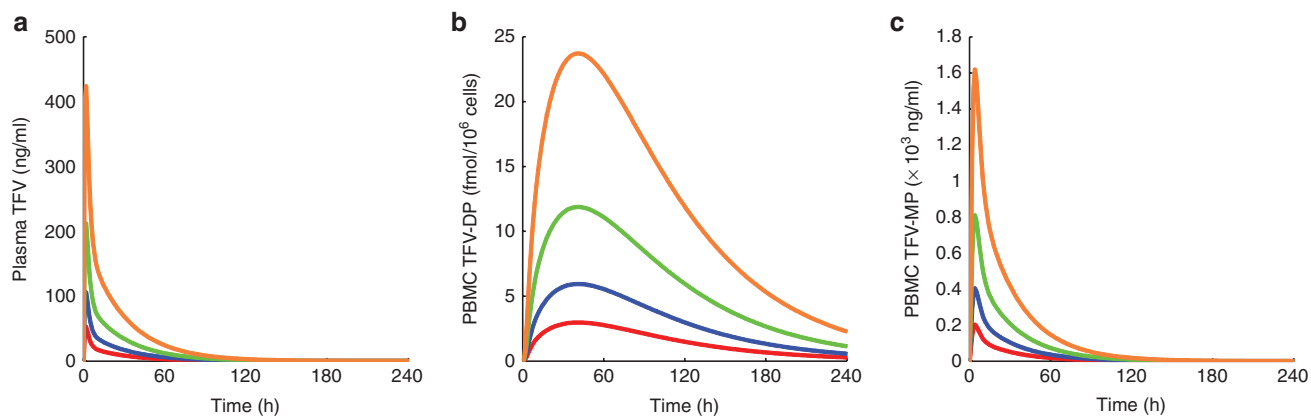 a
500
400
300
200
100
0
Plasma TFV (ng/ml)
0 60 120 180 240
Time (h)
b
25
20
15
10
5
0
PBMC TFV-DP (fmol/10⁶ cells)
0 60 120 180 240
Time (h)
c
1.8
1.6
1.4
1.2
1
0.8
0.6
0.4
0.2
0
PBMC TFV-MP (× 10³ ng/ml)
0 60 120 180 240
Time (h)